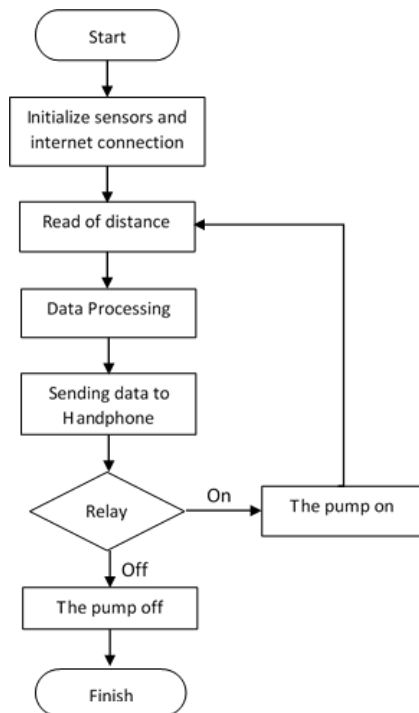 Start
Initialize sensors and
internet connection
Read of distance
Data Processing
Sending data to
Handphone
Relay
On
The pump on
Off
The pump off
Finish